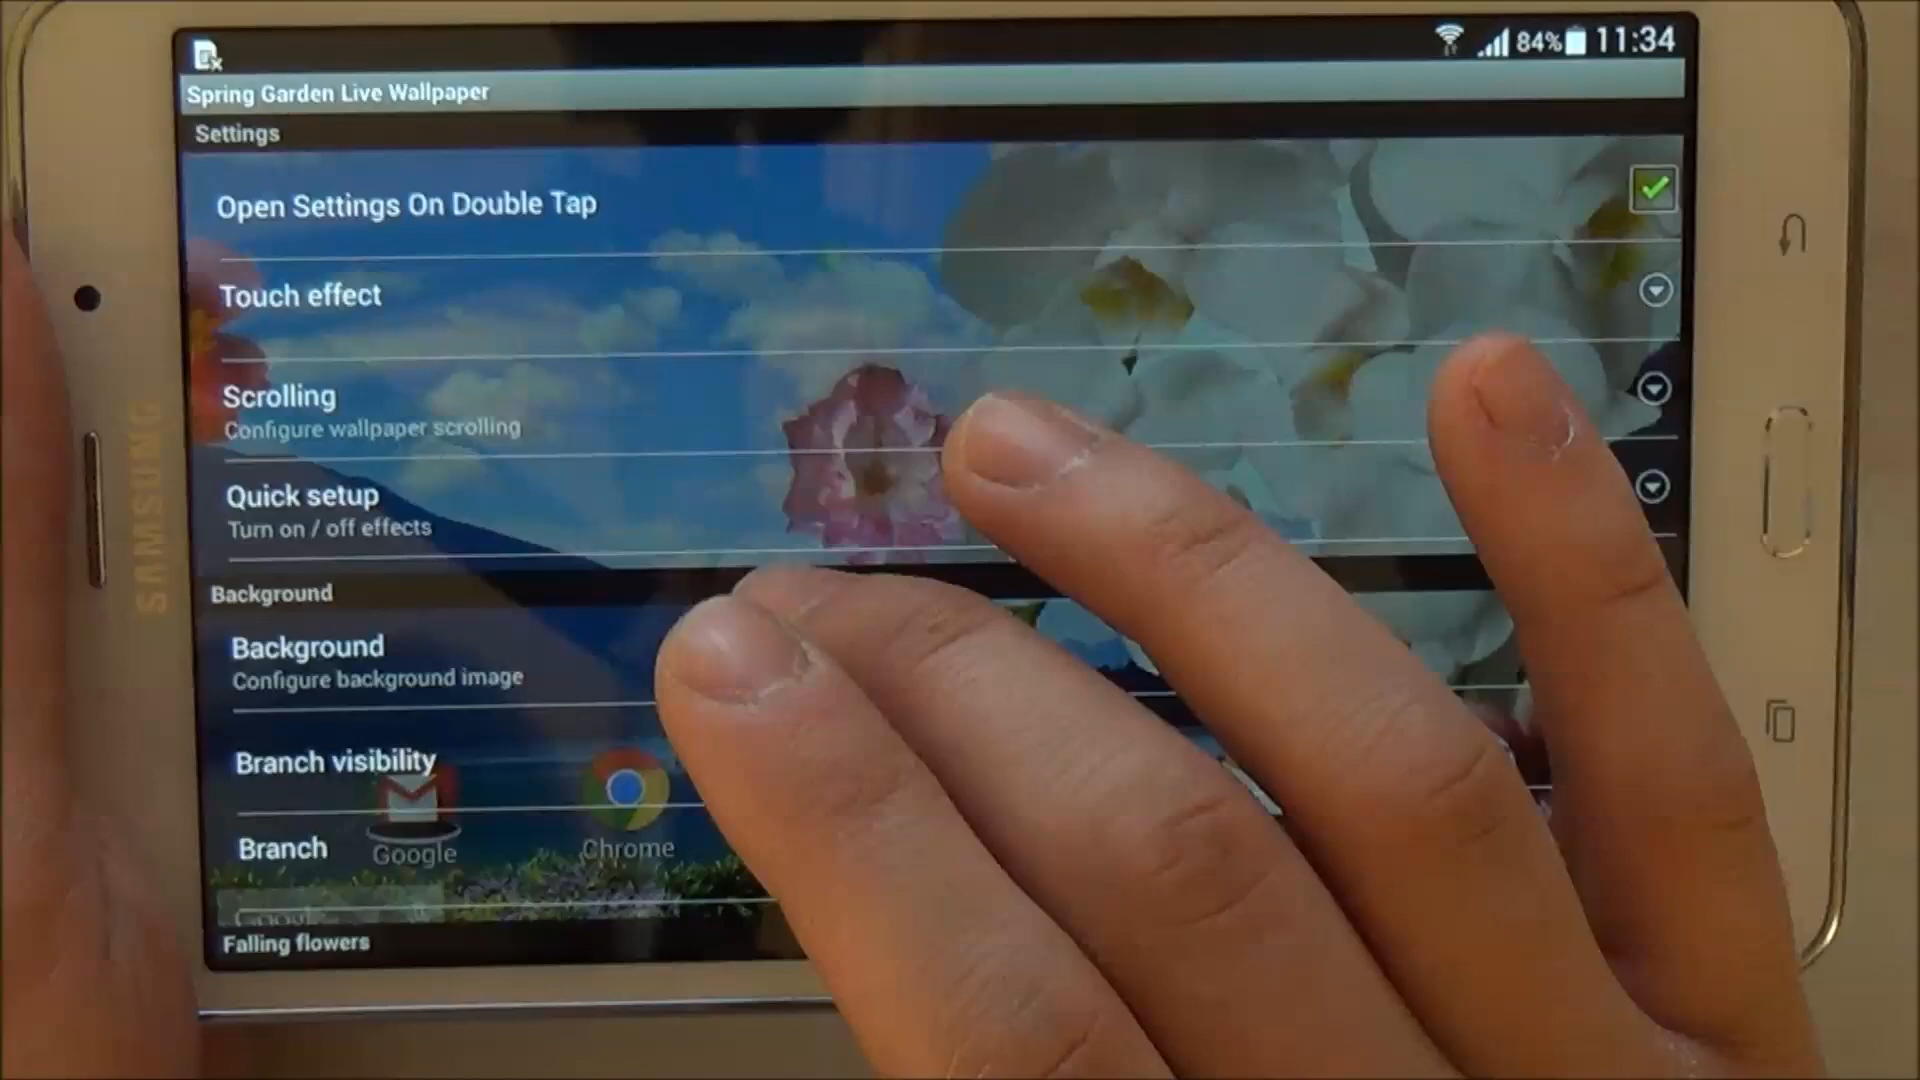 84% 11:34
Spring Garden Live Wallpaper
Settings
Open Settings On Double Tap
Touch effect
Scrolling
Configure wallpaper scrolling
Quick setup
Turn on / off effects
Background
Background
Configure background image
Branch visibility
Branch
Google
Chrome
Falling flowers
SAMSUNG